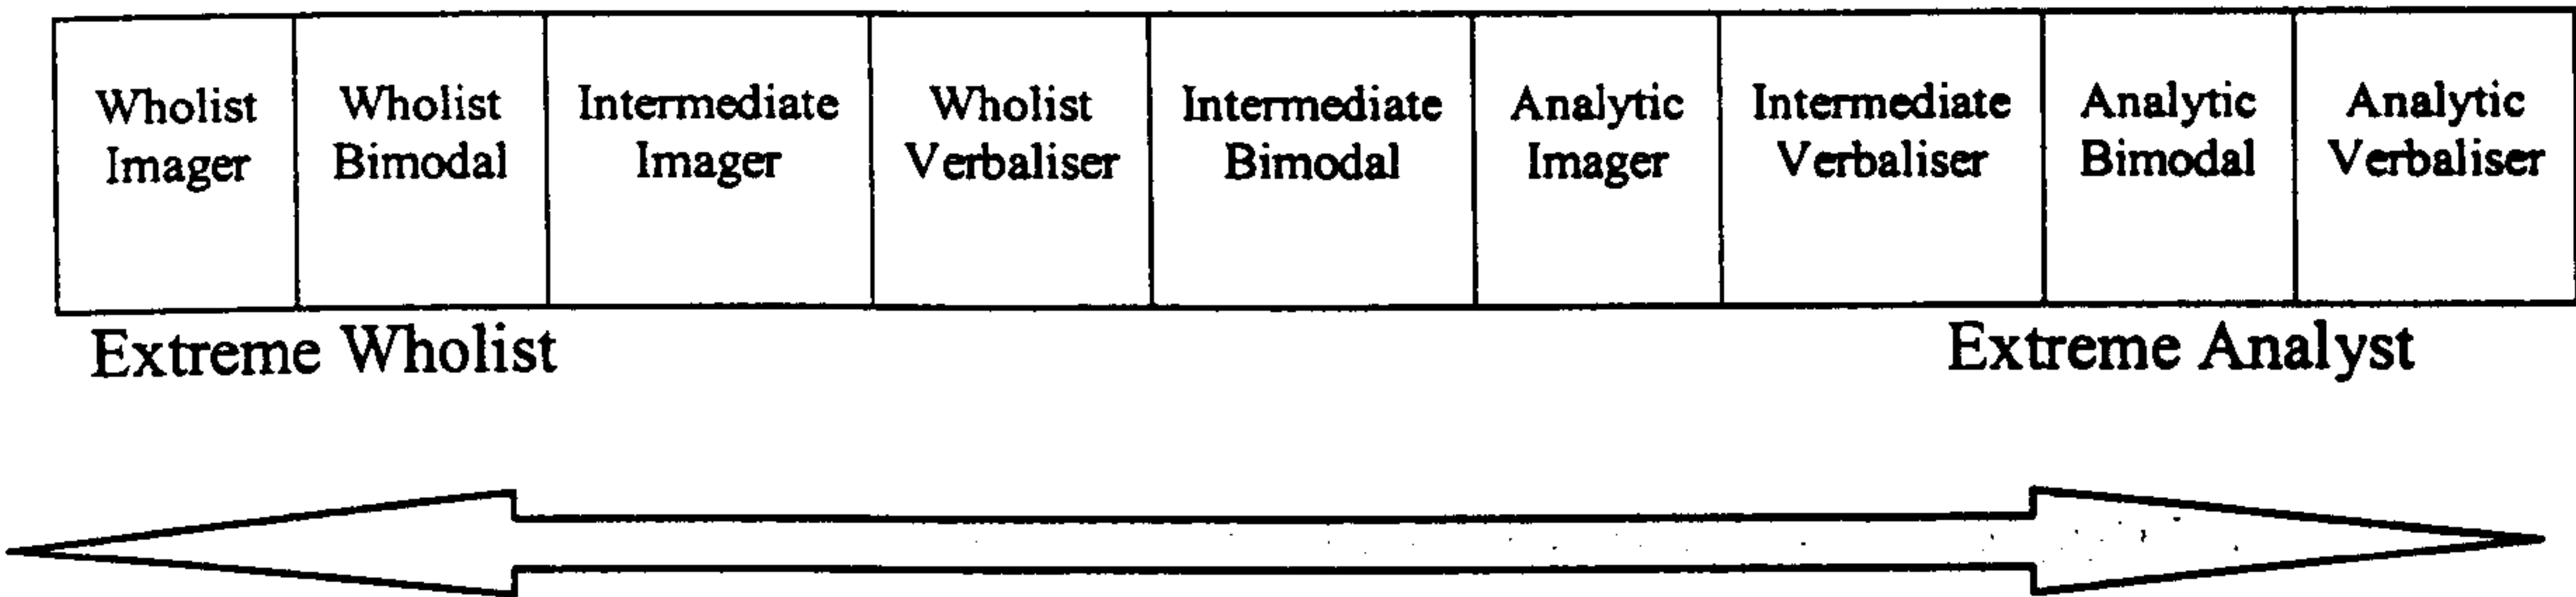 Wholist Imager
Wholist Bimodal
Intermediate Imager
Wholist Verbaliser
Intermediate Bimodal
Analytic Imager
Intermediate Verbaliser
Analytic Bimodal
Analytic Verbaliser
Extreme Wholist
Extreme Analyst